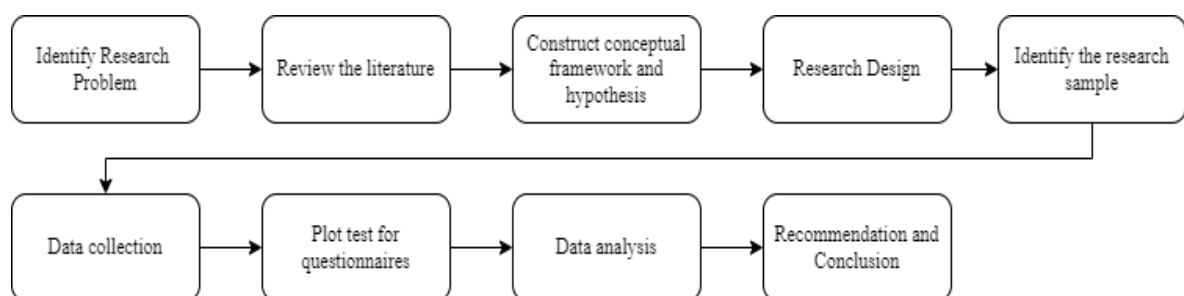 Identify Research
Problem
Review the literature
Construct conceptual
framework and
hypothesis
Research Design
Identify the research
sample
Data collection
Plot test for
questionnaires
Data analysis
Recommendation and
Conclusion